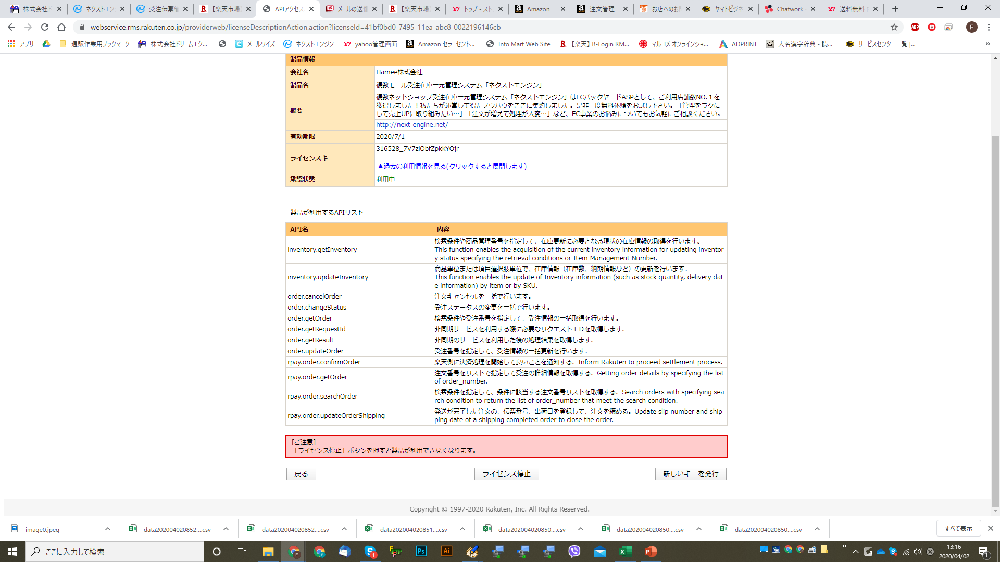 株式会社ド
ネクストエン
受注伝票管
【楽天市場
APIアクセス
メールの送信
【楽天市場】
トップ - スト
Amazon
注文管理
お店へのお
ヤマトビジネ
Chatwork
送料無料
webservice.rms.rakuten.co.jp/providerweb/licenseDescriptionAction.action?licenseId=41bf0bd0-7495-11ea-abc8-0022196146cb
ABP
F
アプリ
通販作業用ブックマーク
株式会社ドリームエク...
メールワイズ
ネクストエンジン
yahoo管理画面
Amazon セラーセント...
Info Mart Web Site
【楽天】R-Login RM...
マルコメ オンラインショ...
ADPRINT
人名漢字辞典 - 読...
サービスセンター一覧 |...
»
製品情報
会社名
Hamee株式会社
製品名
複数モール受注在庫一元管理システム「ネクストエンジン」
概要
複数ネットショップ受注在庫一元管理システム「ネクストエンジン」はECバックヤードASPとして、ご利用店舗数NO.1を
獲得しました！私たちが運営して得たノウハウをここに集約しました。是非一度無料体験をお試し下さい。「管理をラクに
して売上UPに取り組みたい…」「注文が増えて処理が大変…」など、EC事業のお悩みについてもお気軽にご相談ください。
http://next-engine.net/
有効期限
2020/7/1
ライセンスキー
316528_7V7zlObfZpkkYOjr
▲過去の利用情報を見る(クリックすると展開します)
承認状態
利用中
製品が利用するAPIリスト
API名
内容
inventory.getInventory
検索条件や商品管理番号を指定して、在庫更新に必要となる現状の在庫情報の取得を行います。
This function enables the acquisition of the current inventory information for updating inventor
y status specifying the retrieval conditions or Item Management Number.
inventory.updateInventory
商品単位または項目選択肢単位で、在庫情報（在庫数、納期情報など）の更新を行います。
This function enables the update of Inventory information (such as stock quantity, delivery dat
e information) by item or by SKU.
order.cancelOrder
注文キャンセルを一括で行います。
order.changeStatus
受注ステータスの変更を一括で行います。
order.getOrder
検索条件や受注番号を指定して、受注情報の一括取得を行います。
order.getRequestId
非同期サービスを利用する際に必要なリクエストＩＤを取得します。
order.getResult
非同期のサービスを利用した後の処理結果を取得します。
order.updateOrder
受注番号を指定して、受注情報の一括更新を行います。
rpay.order.confirmOrder
楽天側に決済処理を開始して良いことを通知する。Inform Rakuten to proceed settlement process.
rpay.order.getOrder
注文番号をリストで指定して受注の詳細情報を取得する。Getting order details by specifying the list
of order_number.
rpay.order.searchOrder
検索条件を指定して、条件に該当する注文番号リストを取得する。Search orders with specifying sea
rch condition to return the list of order_number that meet the search condition.
rpay.order.updateOrderShipping
発送が完了した注文の、伝票番号、出荷日を登録して、注文を締める。Update slip number and ship
ping date of a shipping completed order to close the order.
[ご注意]
「ライセンス停止」ボタンを押すと製品が利用できなくなります。
戻る
ライセンス停止
新しいキーを発行
Copyright © 1997-2020 Rakuten, Inc. All Rights Reserved.
image0.jpeg
data202004020852....csv
data202004020852....csv
data202004020851....csv
data202004020850....csv
data202004020850....csv
data202004020850....csv
すべて表示
ここに入力して検索
13:16
2020/04/02